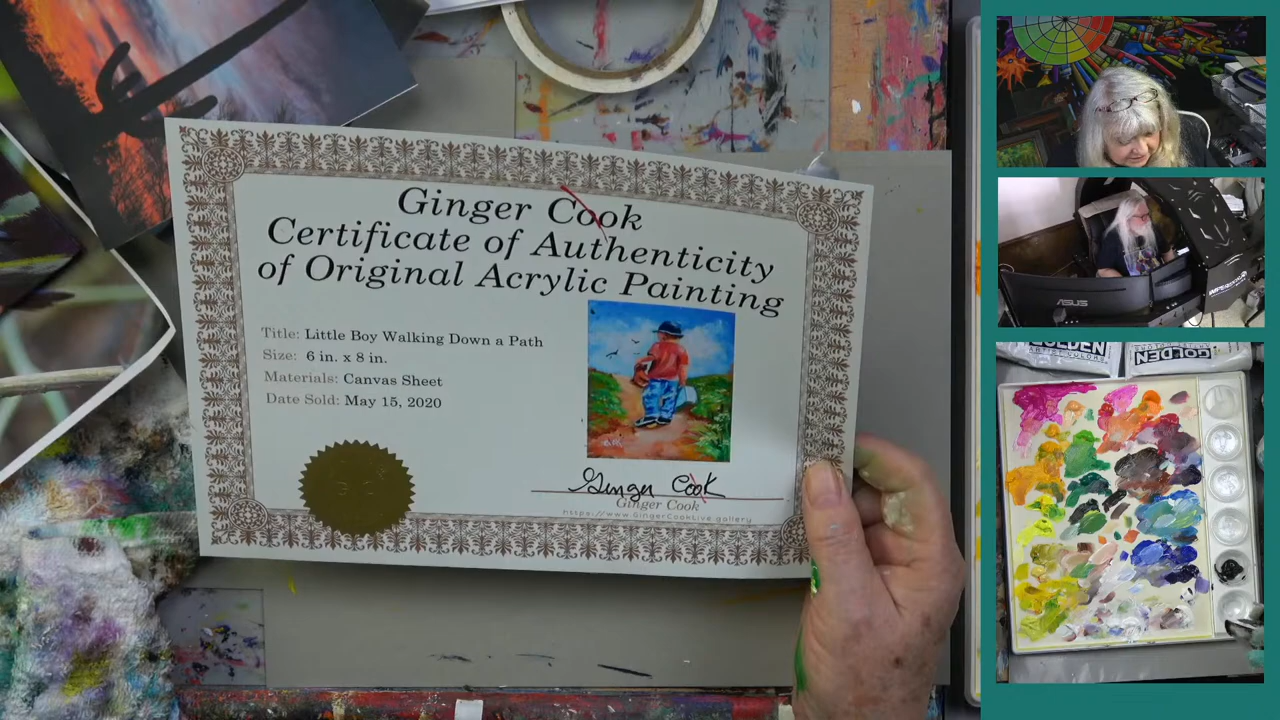 Ginger Cook
Certificate of Authenticity
of Original Acrylic Painting
Title: Little Boy Walking Down a Path
Size: 6 in. x 8 in.
Materials: Canvas Sheet
Date Sold: May 15, 2020
Ginger Cook
Ginger Cook
https://www.GingerCookLive.gallery
ASUS
GOLDEN
ARTIST COLORS
GOLDEN